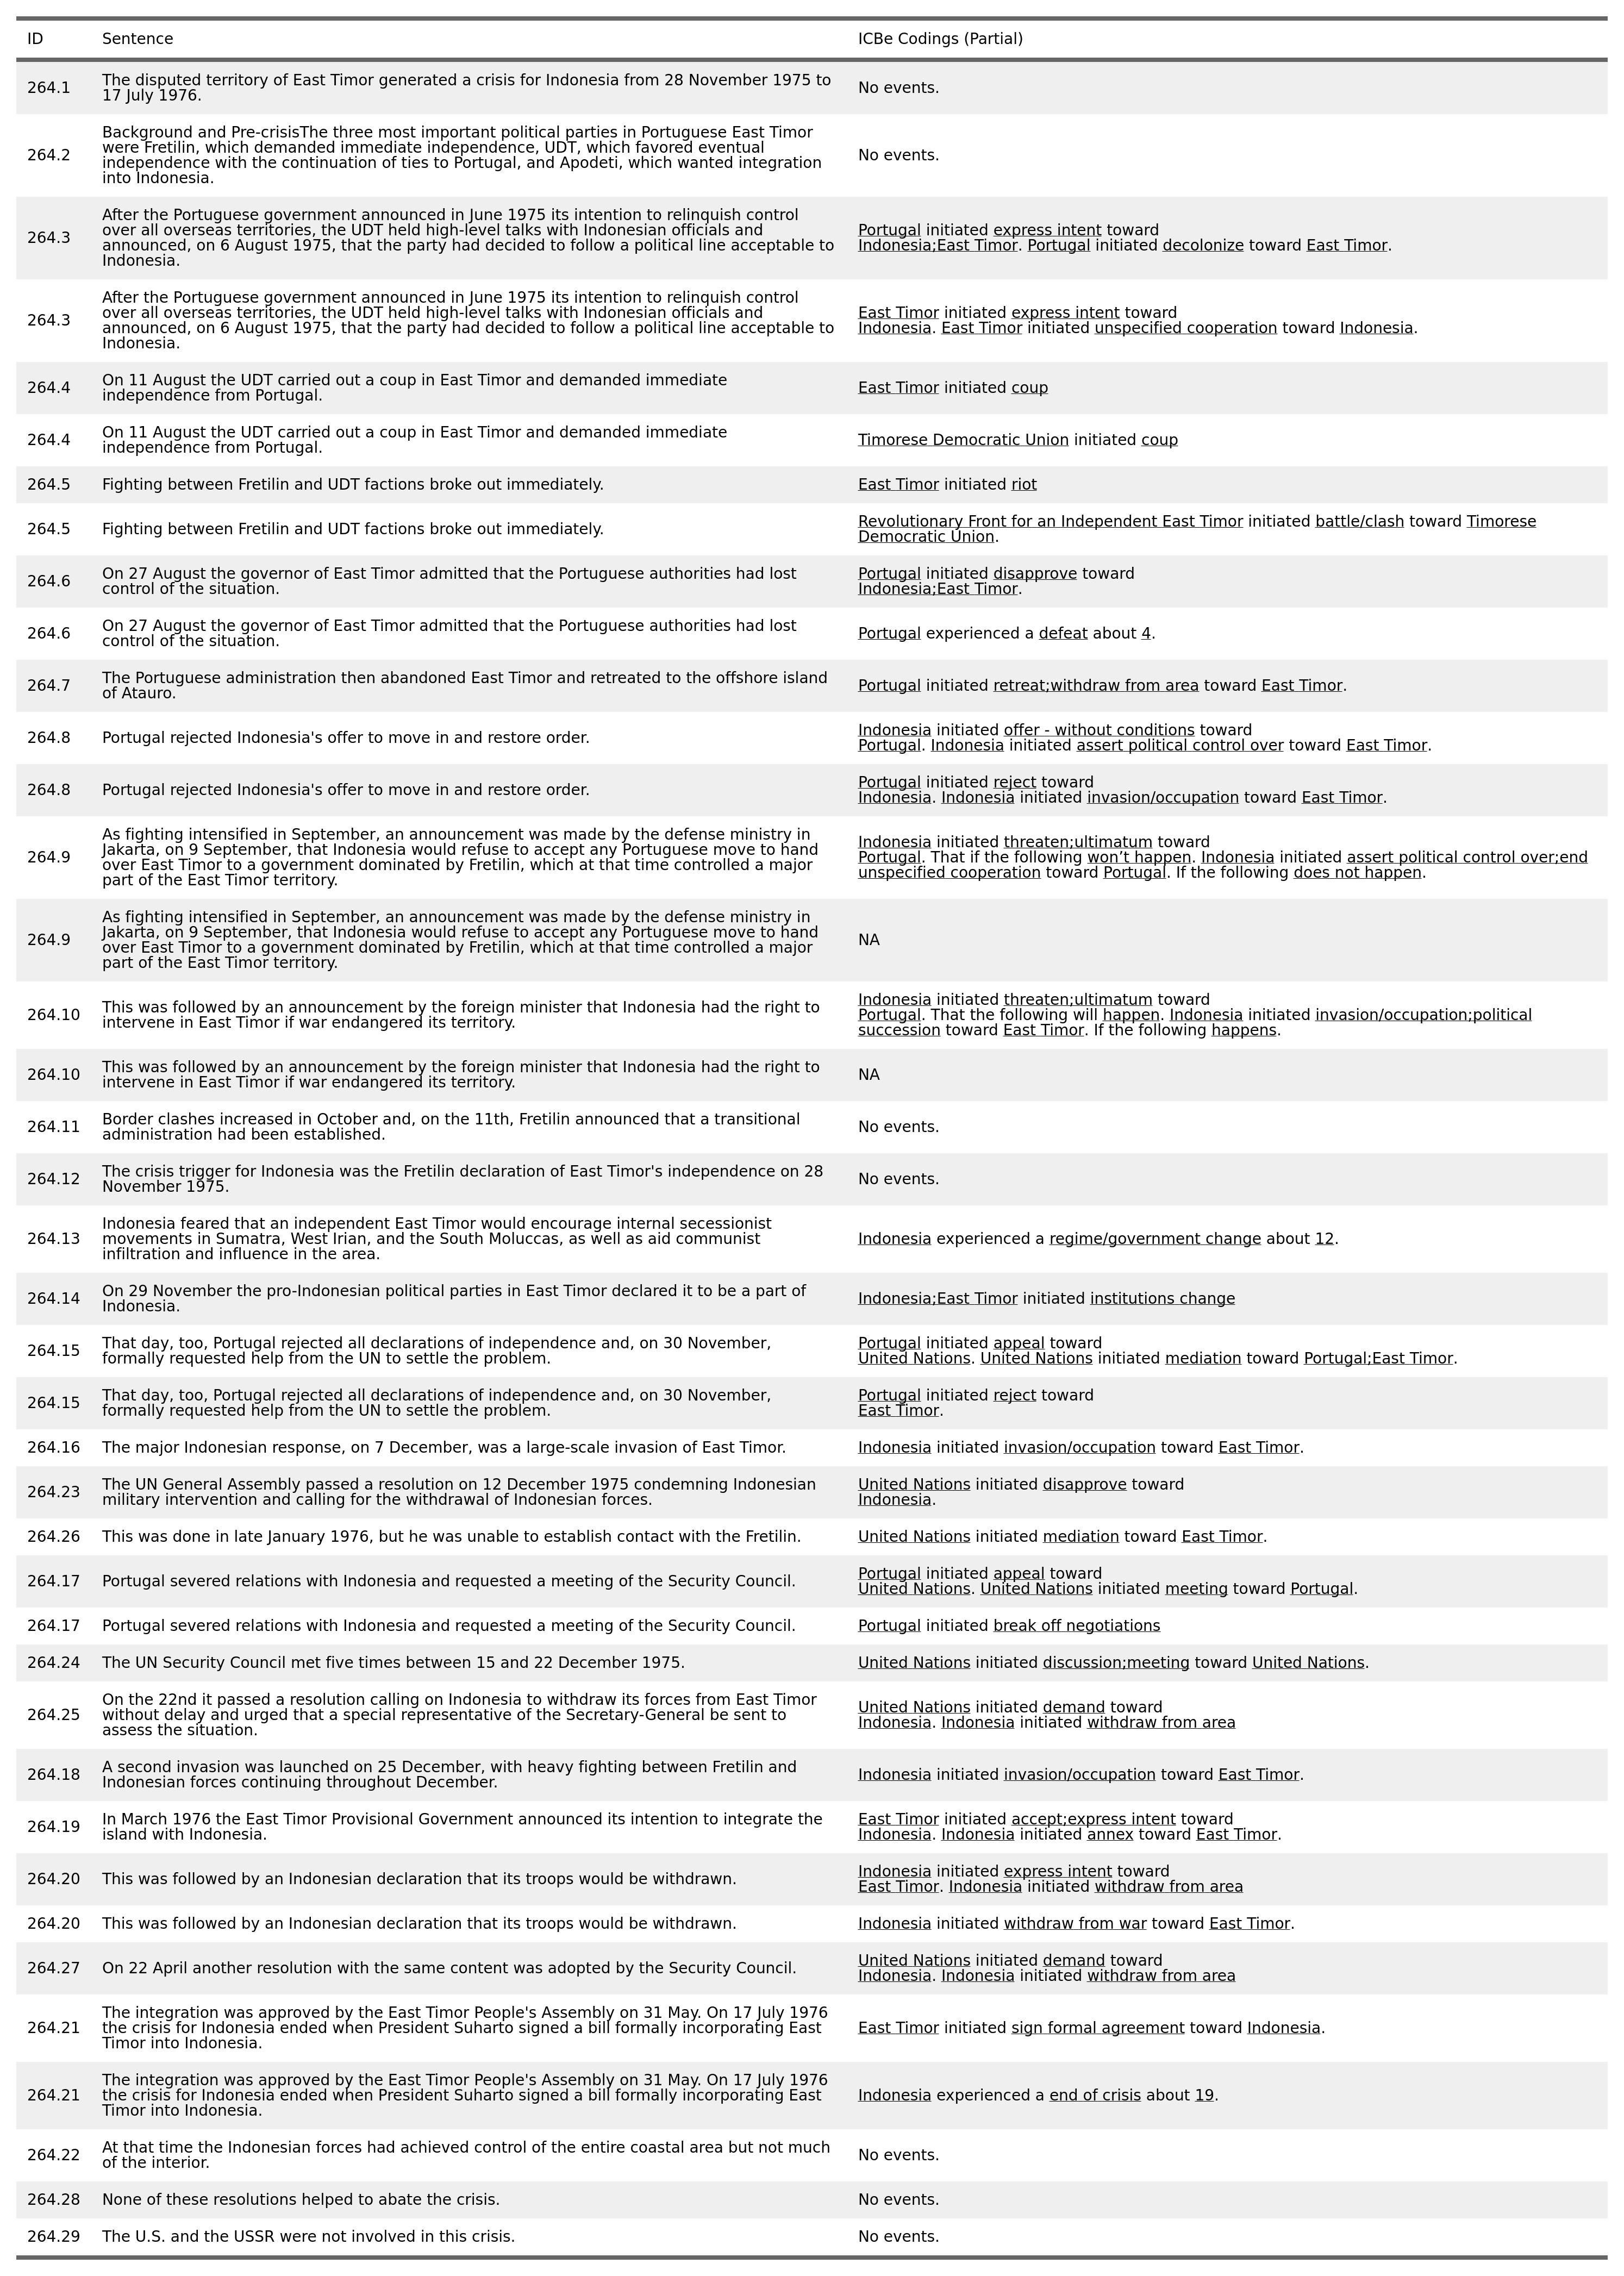 ID Sentence ICBe Codings (Partial)
264.1 The disputed territory of East Timor generated a crisis for Indonesia from 28 November 1975 to
17 July 1976.
No events.
264.2 Background and Pre-crisisThe three most important political parties in Portuguese East Timor
were Fretilin, which demanded immediate independence, UDT, which favored eventual
independence with the continuation of ties to Portugal, and Apodeti, which wanted integration
into Indonesia.
No events.
264.3 After the Portuguese government announced in June 1975 its intention to relinquish control
over all overseas territories, the UDT held high-level talks with Indonesian officials and
announced, on 6 August 1975, that the party had decided to follow a political line acceptable to
Indonesia.
Portugal initiated express intent toward
Indonesia;East Timor. Portugal initiated decolonize toward East Timor.
264.3 After the Portuguese government announced in June 1975 its intention to relinquish control
over all overseas territories, the UDT held high-level talks with Indonesian officials and
announced, on 6 August 1975, that the party had decided to follow a political line acceptable to
Indonesia.
East Timor initiated express intent toward
Indonesia. East Timor initiated unspecified cooperation toward Indonesia.
264.4 On 11 August the UDT carried out a coup in East Timor and demanded immediate
independence from Portugal.
East Timor initiated coup
264.4 On 11 August the UDT carried out a coup in East Timor and demanded immediate
independence from Portugal.
Timorese Democratic Union initiated coup
264.5 Fighting between Fretilin and UDT factions broke out immediately.
East Timor initiated riot
264.5 Fighting between Fretilin and UDT factions broke out immediately.
Revolutionary Front for an Independent East Timor initiated battle/clash toward Timorese
Democratic Union.
264.6 On 27 August the governor of East Timor admitted that the Portuguese authorities had lost
control of the situation.
Portugal initiated disapprove toward
Indonesia;East Timor.
264.6 On 27 August the governor of East Timor admitted that the Portuguese authorities had lost
control of the situation.
Portugal experienced a defeat about 4.
264.7 The Portuguese administration then abandoned East Timor and retreated to the offshore island
of Atauro.
Portugal initiated retreat;withdraw from area toward East Timor.
264.8 Portugal rejected Indonesia's offer to move in and restore order.
Indonesia initiated offer - without conditions toward
Portugal. Indonesia initiated assert political control over toward East Timor.
264.8 Portugal rejected Indonesia's offer to move in and restore order.
Portugal initiated reject toward
Indonesia. Indonesia initiated invasion/occupation toward East Timor.
264.9 As fighting intensified in September, an announcement was made by the defense ministry in
Jakarta, on 9 September, that Indonesia would refuse to accept any Portuguese move to hand
over East Timor to a government dominated by Fretilin, which at that time controlled a major
part of the East Timor territory.
Indonesia initiated threaten;ultimatum toward
Portugal. That if the following won't happen. Indonesia initiated assert political control over;end
unspecified cooperation toward Portugal. If the following does not happen.
264.9 As fighting intensified in September, an announcement was made by the defense ministry in
Jakarta, on 9 September, that Indonesia would refuse to accept any Portuguese move to hand
over East Timor to a government dominated by Fretilin, which at that time controlled a major
part of the East Timor territory.
NA
264.10 This was followed by an announcement by the foreign minister that Indonesia had the right to
intervene in East Timor if war endangered its territory.
Indonesia initiated threaten;ultimatum toward
Portugal. That the following will happen. Indonesia initiated invasion/occupation;political
succession toward East Timor. If the following happens.
264.10 This was followed by an announcement by the foreign minister that Indonesia had the right to
intervene in East Timor if war endangered its territory.
NA
264.11 Border clashes increased in October and, on the 11th, Fretilin announced that a transitional
administration had been established.
No events.
264.12 The crisis trigger for Indonesia was the Fretilin declaration of East Timor's independence on 28
November 1975.
No events.
264.13 Indonesia feared that an independent East Timor would encourage internal secessionist
movements in Sumatra, West Irian, and the South Moluccas, as well as aid communist
infiltration and influence in the area.
Indonesia experienced a regime/government change about 12.
264.14 On 29 November the pro-Indonesian political parties in East Timor declared it to be a part of
Indonesia.
Indonesia;East Timor initiated institutions change
264.15 That day, too, Portugal rejected all declarations of independence and, on 30 November,
formally requested help from the UN to settle the problem.
Portugal initiated appeal toward
United Nations. United Nations initiated mediation toward Portugal;East Timor.
264.15 That day, too, Portugal rejected all declarations of independence and, on 30 November,
formally requested help from the UN to settle the problem.
Portugal initiated reject toward
East Timor.
264.16 The major Indonesian response, on 7 December, was a large-scale invasion of East Timor.
Indonesia initiated invasion/occupation toward East Timor.
264.23 The UN General Assembly passed a resolution on 12 December 1975 condemning Indonesian
military intervention and calling for the withdrawal of Indonesian forces.
United Nations initiated disapprove toward
Indonesia.
264.26 This was done in late January 1976, but he was unable to establish contact with the Fretilin.
United Nations initiated mediation toward East Timor.
264.17 Portugal severed relations with Indonesia and requested a meeting of the Security Council.
Portugal initiated appeal toward
United Nations. United Nations initiated meeting toward Portugal.
264.17 Portugal severed relations with Indonesia and requested a meeting of the Security Council.
Portugal initiated break off negotiations
264.24 The UN Security Council met five times between 15 and 22 December 1975.
United Nations initiated discussion;meeting toward United Nations.
264.25 On the 22nd it passed a resolution calling on Indonesia to withdraw its forces from East Timor
without delay and urged that a special representative of the Secretary-General be sent to
assess the situation.
United Nations initiated demand toward
Indonesia. Indonesia initiated withdraw from area
264.18 A second invasion was launched on 25 December, with heavy fighting between Fretilin and
Indonesian forces continuing throughout December.
Indonesia initiated invasion/occupation toward East Timor.
264.19 In March 1976 the East Timor Provisional Government announced its intention to integrate the
island with Indonesia.
East Timor initiated accept;express intent toward
Indonesia. Indonesia initiated annex toward East Timor.
264.20 This was followed by an Indonesian declaration that its troops would be withdrawn.
Indonesia initiated express intent toward
East Timor. Indonesia initiated withdraw from area
264.20 This was followed by an Indonesian declaration that its troops would be withdrawn.
Indonesia initiated withdraw from war toward East Timor.
264.27 On 22 April another resolution with the same content was adopted by the Security Council.
United Nations initiated demand toward
Indonesia. Indonesia initiated withdraw from area
264.21 The integration was approved by the East Timor People's Assembly on 31 May. On 17 July 1976
the crisis for Indonesia ended when President Suharto signed a bill formally incorporating East
Timor into Indonesia.
East Timor initiated sign formal agreement toward Indonesia.
264.21 The integration was approved by the East Timor People's Assembly on 31 May. On 17 July 1976
the crisis for Indonesia ended when President Suharto signed a bill formally incorporating East
Timor into Indonesia.
Indonesia experienced a end of crisis about 19.
264.22 At that time the Indonesian forces had achieved control of the entire coastal area but not much
of the interior.
No events.
264.28 None of these resolutions helped to abate the crisis.
No events.
264.29 The U.S. and the USSR were not involved in this crisis.
No events.